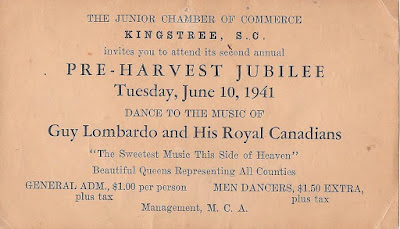 THE JUNIOR CHAMBER OF COMMERCE
KINGSTREE, S.C.
invites you to attend its second annual
PRE-HARVEST JUBILEE
Tuesday, June 10, 1941
DANCE TO THE MUSIC OF
Guy Lombardo and His Royal Canadians
"The Sweetest Music This Side of Heaven"
Beautiful Queens Representing All Counties
GENERAL ADM., $1.00 per person MEN DANCERS, $1.50 EXTRA,
plus tax plus tax
Management, M. C. A.